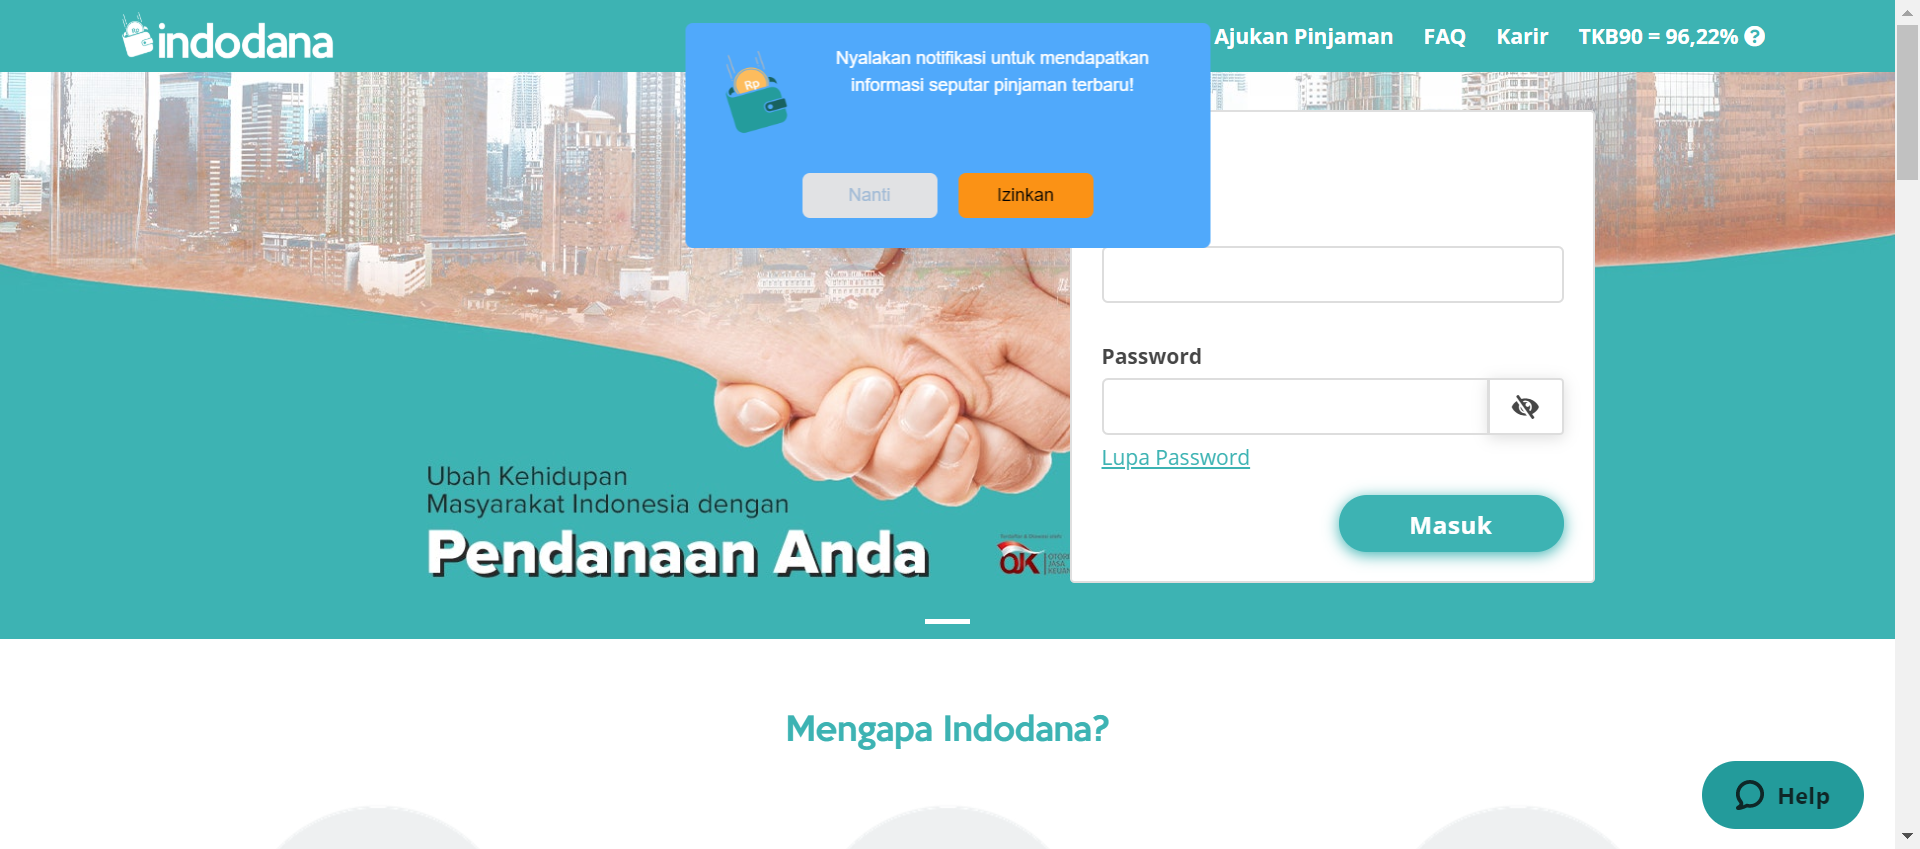 indodana
Ajukan Pinjaman
FAQ
Karir
TKB90 = 96,22% ?
Rp
Nyalakan notifikasi untuk mendapatkan
informasi seputar pinjaman terbaru!
Nanti
Izinkan
Password
Lupa Password
Masuk
Ubah Kehidupan
Masyarakat Indonesia dengan
Pendanaan Anda
OJK
Mengapa Indodana?
Help